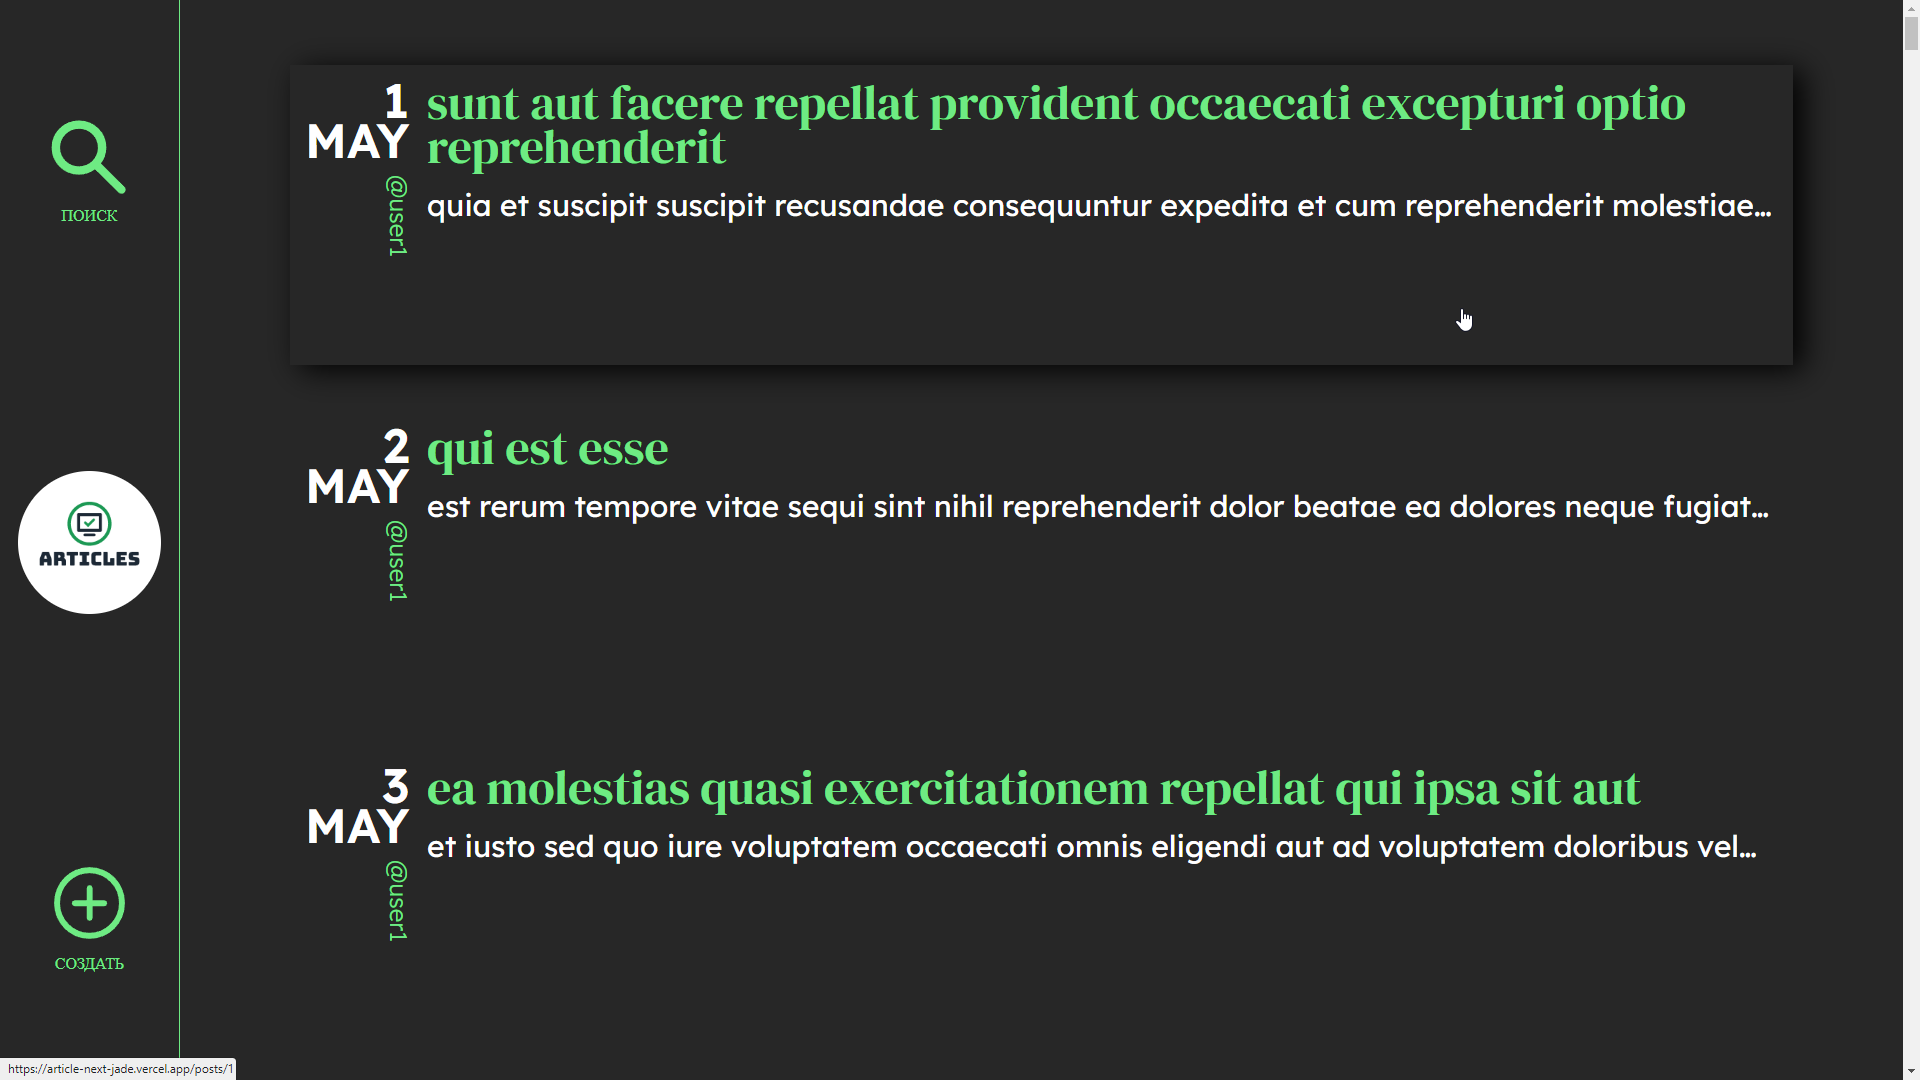 ПОИСК
ARTICLES
СОЗДАТЬ
1
MAY
@user1
sunt aut facere repellat provident occaecati excepturi optio
reprehenderit
quia et suscipit suscipit recusandae consequuntur expedita et cum reprehenderit molestiae...
2
MAY
@user1
qui est esse
est rerum tempore vitae sequi sint nihil reprehenderit dolor beatae ea dolores neque fugiat...
3
MAY
@user1
ea molestias quasi exercitationem repellat qui ipsa sit aut
et iusto sed quo iure voluptatem occaecati omnis eligendi aut ad voluptatem doloribus vel...
https://article-next-jade.vercel.app/posts/1